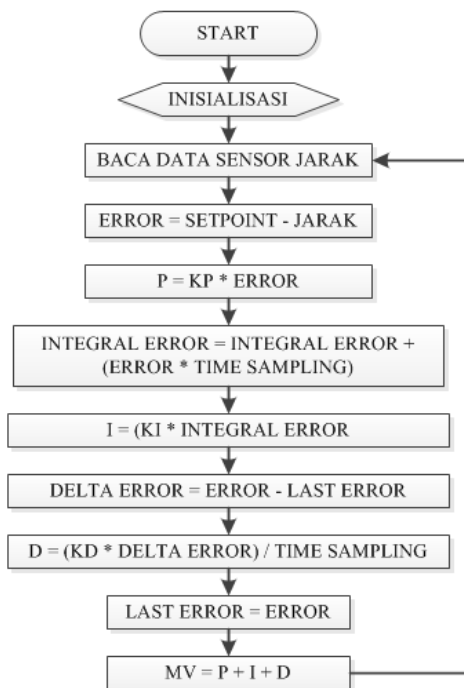 START
INISIALISASI
BACA DATA SENSOR JARAK
ERROR = SETPOINT - JARAK
P = KP * ERROR
INTEGRAL ERROR = INTEGRAL ERROR +
(ERROR * TIME SAMPLING)
I = (KI * INTEGRAL ERROR
DELTA ERROR = ERROR - LAST ERROR
D = (KD * DELTA ERROR) / TIME SAMPLING
LAST ERROR = ERROR
MV = P + I + D